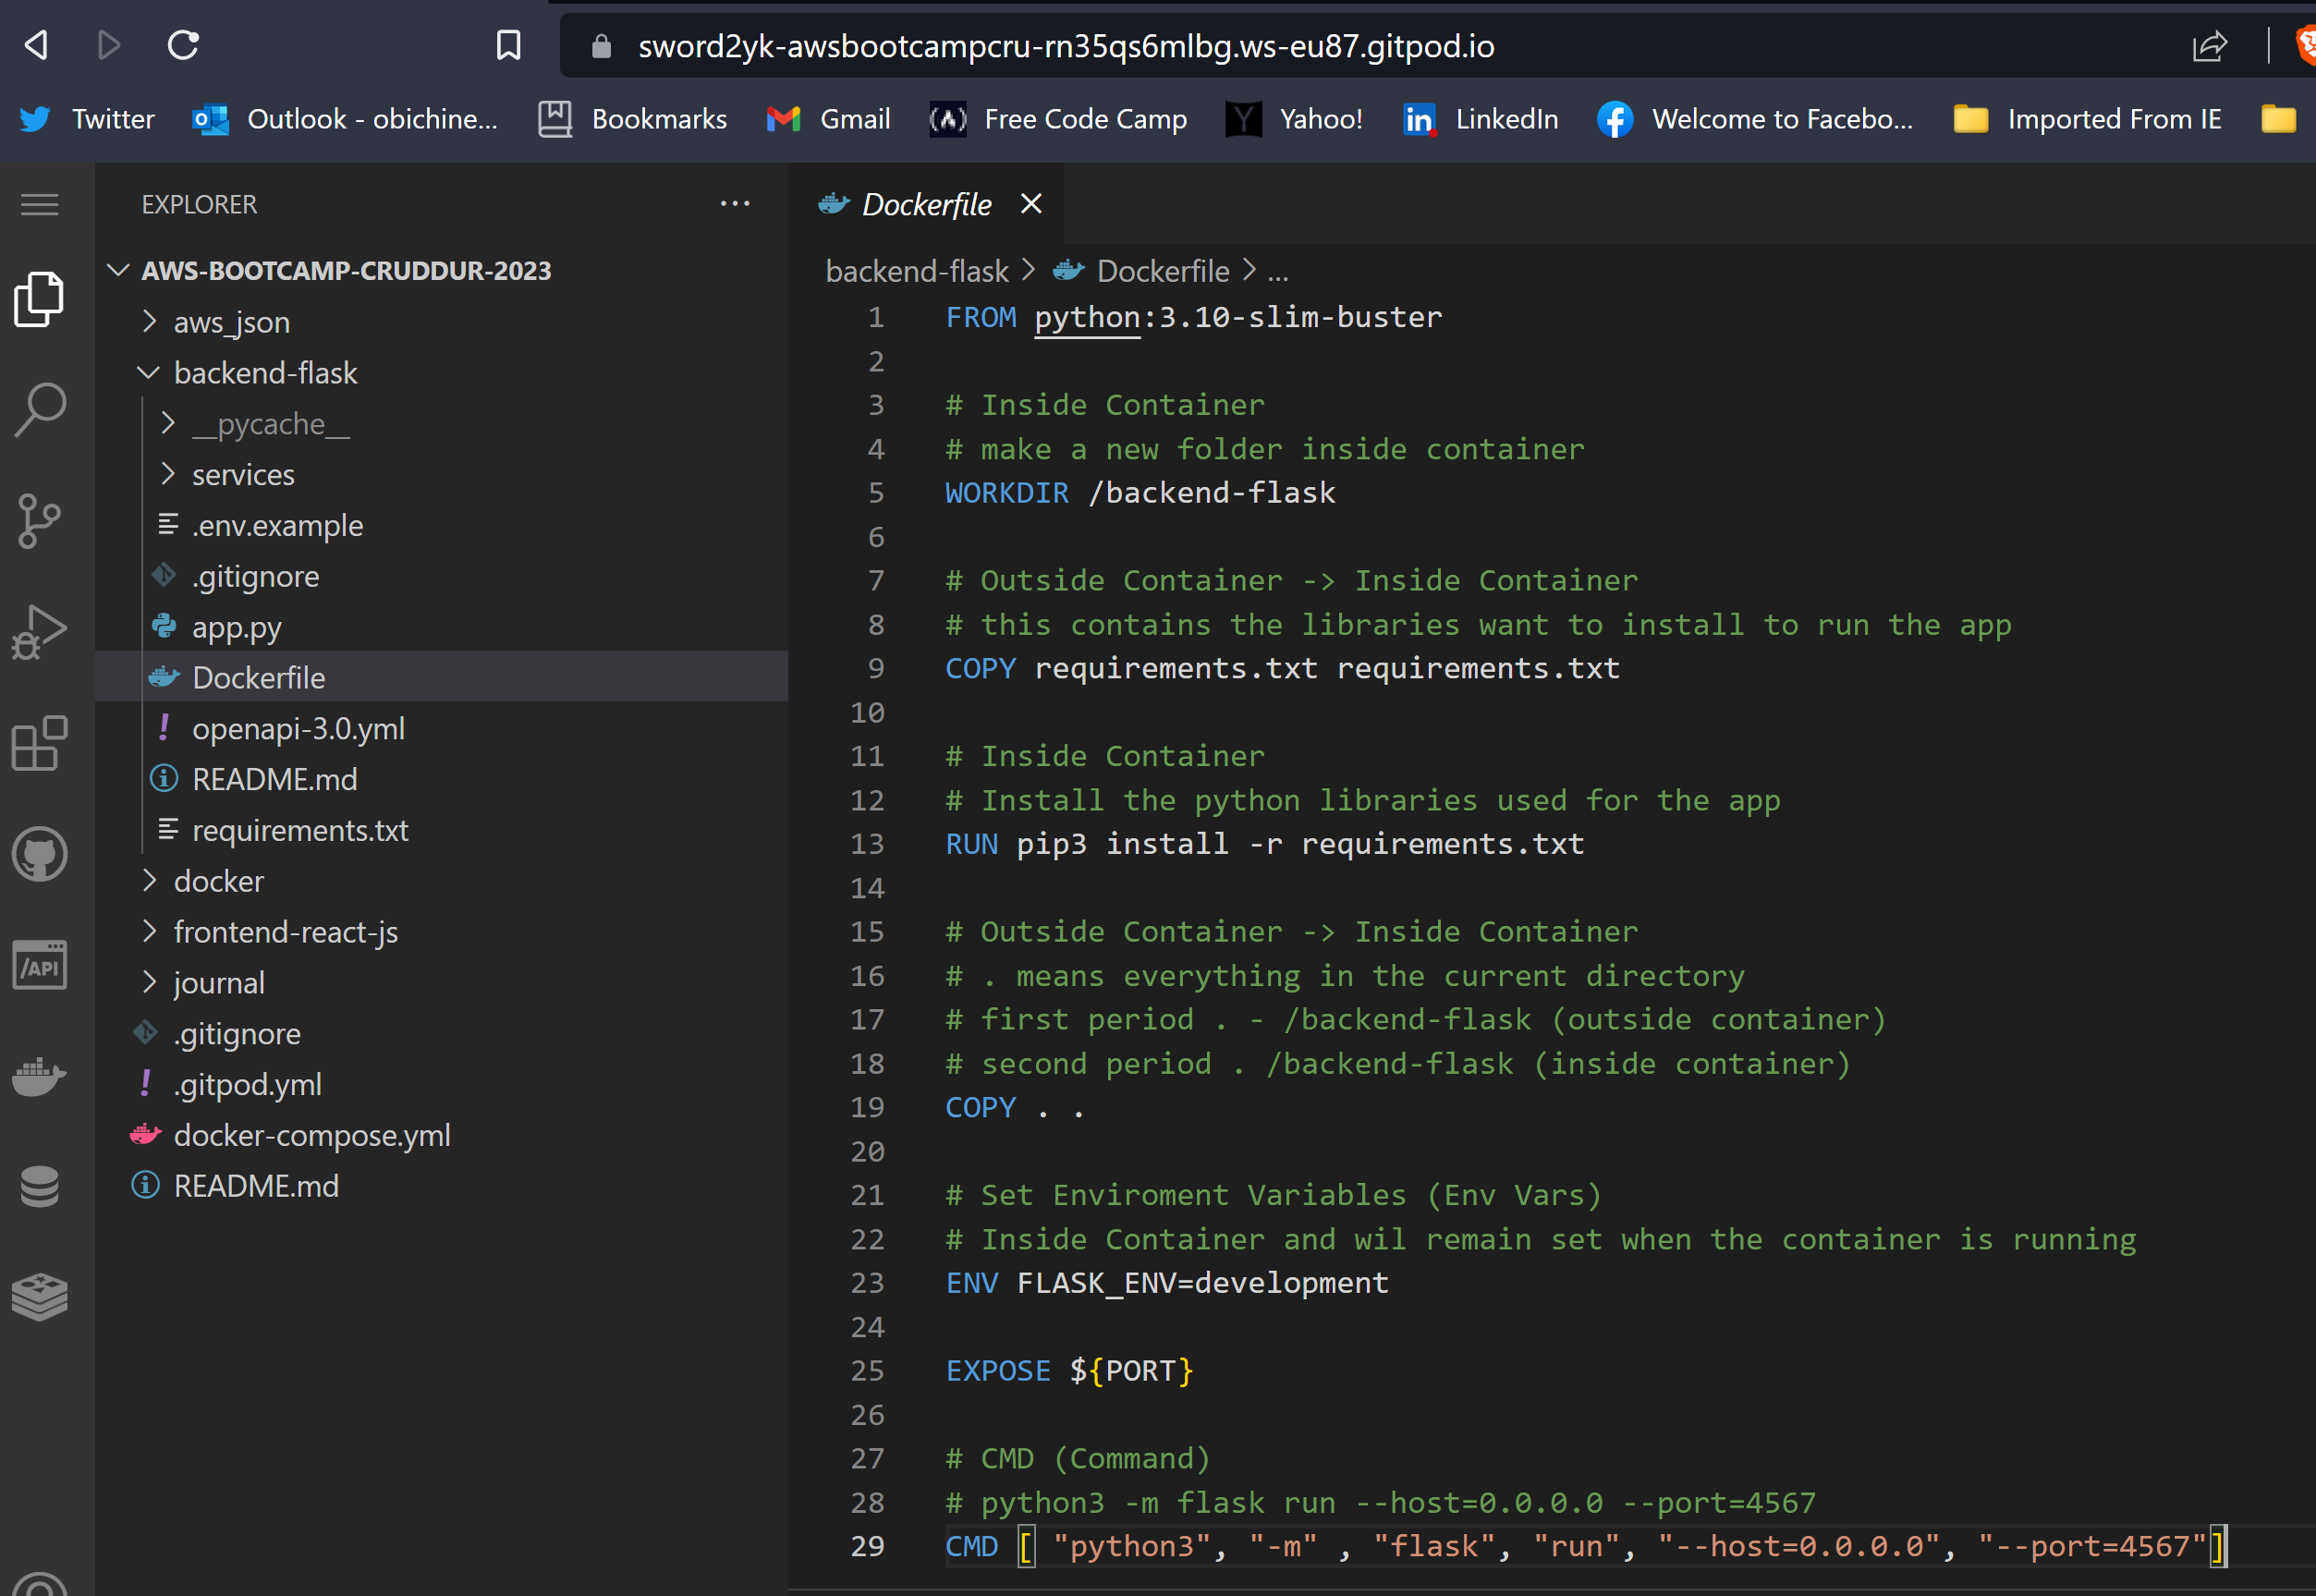 sword2yk-awsbootcampcru-rn35qs6mlbg.ws-eu87.gitpod.io
Twitter Outlook - obichine... Bookmarks Gmail Free Code Camp Yahoo! LinkedIn Welcome to Facebo... Imported From IE
EXPLORER
AWS-BOOTCAMP-CRUDDUR-2023
aws_json
backend-flask
__pycache__
services
.env.example
.gitignore
app.py
Dockerfile
openapi-3.0.yml
README.md
requirements.txt
docker
frontend-react-js
journal
.gitignore
.gitpod.yml
docker-compose.yml
README.md
/API
Dockerfile
backend-flask > Dockerfile > ...
1 FROM python:3.10-slim-buster
2
3 # Inside Container
4 # make a new folder inside container
5 WORKDIR /backend-flask
6
7 # Outside Container -> Inside Container
8 # this contains the libraries want to install to run the app
9 COPY requirements.txt requirements.txt
10
11 # Inside Container
12 # Install the python libraries used for the app
13 RUN pip3 install -r requirements.txt
14
15 # Outside Container -> Inside Container
16 # . means everything in the current directory
17 # first period . - /backend-flask (outside container)
18 # second period . /backend-flask (inside container)
19 COPY . .
20
21 # Set Enviroment Variables (Env Vars)
22 # Inside Container and wil remain set when the container is running
23 ENV FLASK_ENV=development
24
25 EXPOSE ${PORT}
26
27 # CMD (Command)
28 # python3 -m flask run --host=0.0.0.0 --port=4567
29 CMD [ "python3", "-m" , "flask", "run", "--host=0.0.0.0", "--port=4567"]